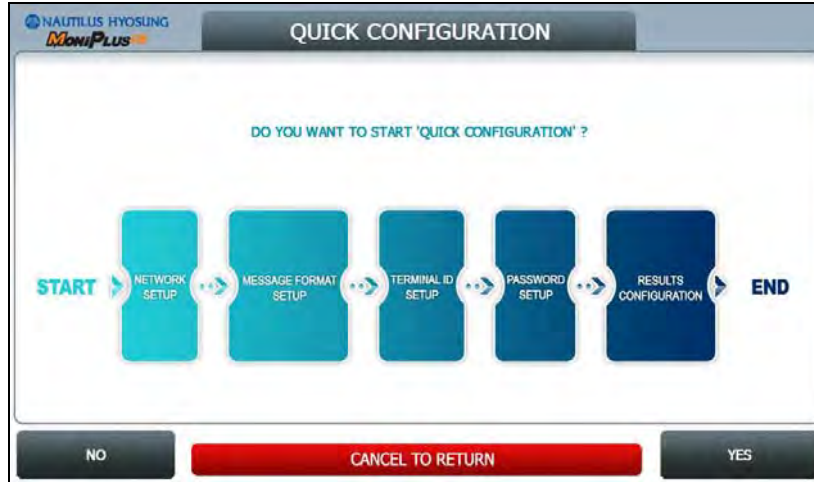 NAUTILUS HYOSUNG
MONIPLUS
QUICK CONFIGURATION
DO YOU WANT TO START 'QUICK CONFIGURATION' ?
START
NETWORK
SETUP
MESSAGE FORMAT
SETUP
TERMINAL ID
SETUP
PASSWORD
SETUP
RESULTS
CONFIGURATION
END
NO
CANCEL TO RETURN
YES